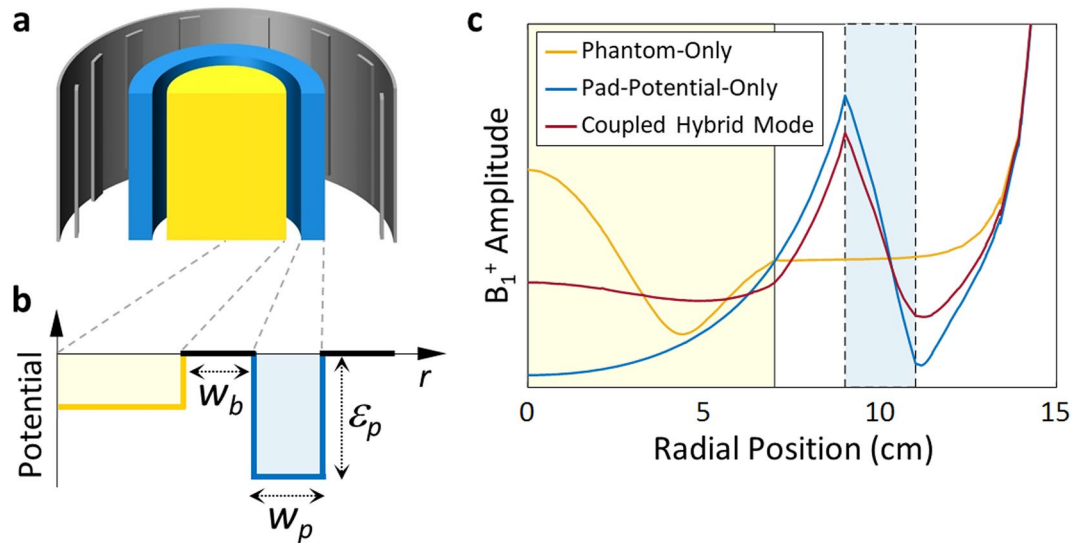 a
b
Potential
w_b
ε_p
w_p
r
c
Phantom-Only
Pad-Potential-Only
Coupled Hybrid Mode
B₁⁺ Amplitude
0
5
10
15
Radial Position (cm)